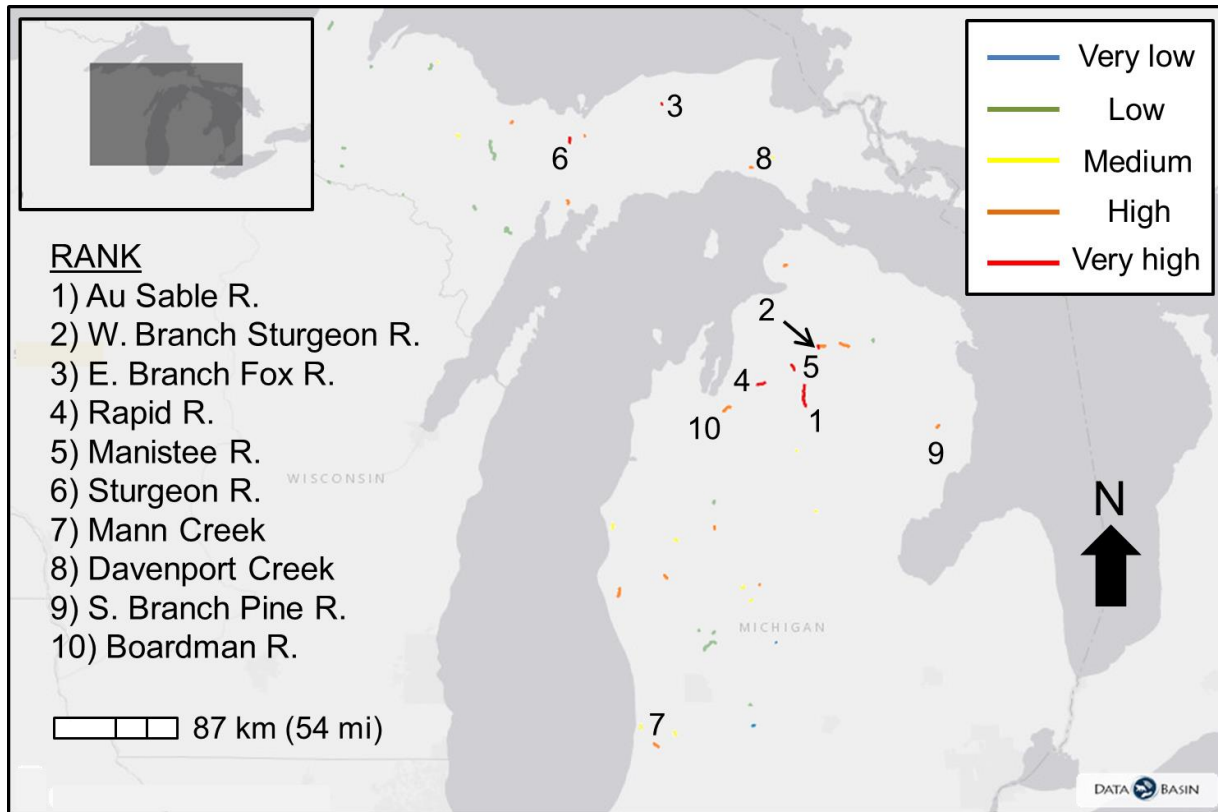 Very low
Low
Medium
High
Very high
3
6
8
RANK
1) Au Sable R.
2) W. Branch Sturgeon R.
3) E. Branch Fox R.
4) Rapid R.
5) Manistee R.
6) Sturgeon R.
7) Mann Creek
8) Davenport Creek
9) S. Branch Pine R.
10) Boardman R.
2
5
4
1
10
9
WISCONSIN
N
MICHIGAN
7
87 km (54 mi)
DATA BASIN